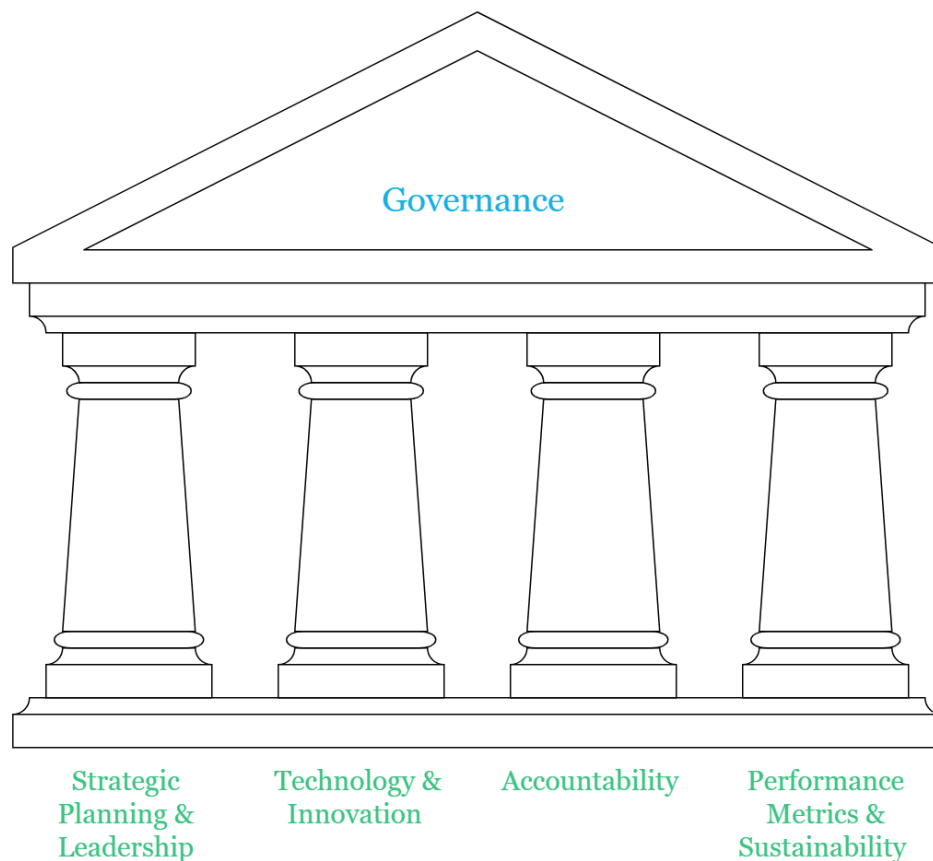 Governance
Strategic
Planning &
Leadership
Technology &
Innovation
Accountability
Performance
Metrics &
Sustainability